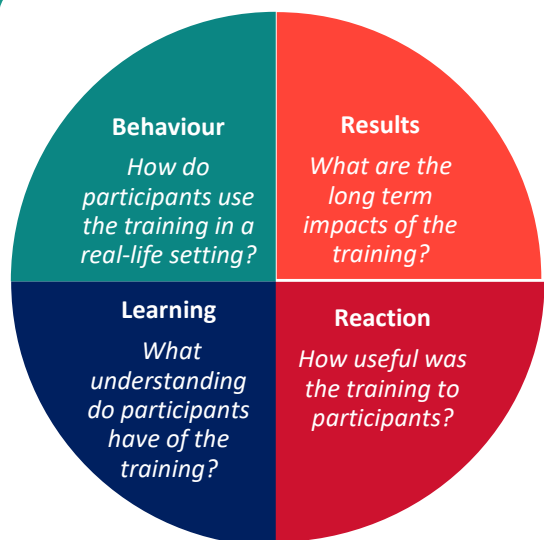 Behaviour
How do
participants use
the training in a
real-life setting?
Results
What are the
long term
impacts of the
training?
Learning
What
understanding
do participants
have of the
training?
Reaction
How useful was
the training to
participants?